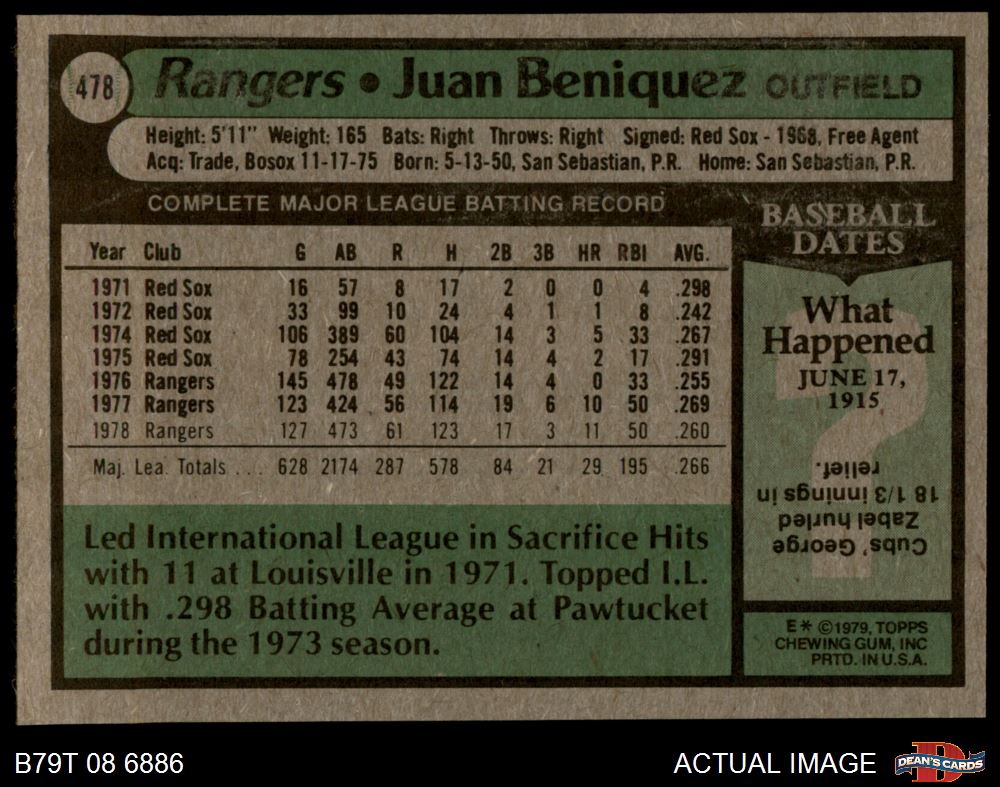 478 Rangers • Juan Beniquez OUTFIELD
Height: 5'11" Weight: 165 Bats: Right Throws: Right Signed: Red Sox - 1968, Free Agent
Acq: Trade, Bosox 11-17-75 Born: 5-13-50, San Sebastian, P.R. Home: San Sebastian, P.R.
COMPLETE MAJOR LEAGUE BATTING RECORD
Year Club G AB R H 2B 3B HR RBI AVG.
1971 Red Sox 16 57 8 17 2 0 0 4 .298
1972 Red Sox 33 99 10 24 4 1 1 8 .242
1974 Red Sox 106 389 60 104 14 3 5 33 .267
1975 Red Sox 78 254 43 74 14 4 2 17 .291
1976 Rangers 145 478 49 122 14 4 0 33 .255
1977 Rangers 123 424 56 114 19 6 10 50 .269
1978 Rangers 127 473 61 123 17 3 11 50 .260
Maj. Lea. Totals ... 628 2174 287 578 84 21 29 195 .266
Led International League in Sacrifice Hits
with 11 at Louisville in 1971. Topped I.L.
with .298 Batting Average at Pawtucket
during the 1973 season.
BASEBALL
DATES
What
Happened
JUNE 17,
1915
Cubs' George
Zabel hurled
18 1/3 innings in
relief.
E* ©1979, TOPPS
CHEWING GUM, INC
PRTD. IN U.S.A.
B79T 08 6886
ACTUAL IMAGE
DEAN'S CARDS